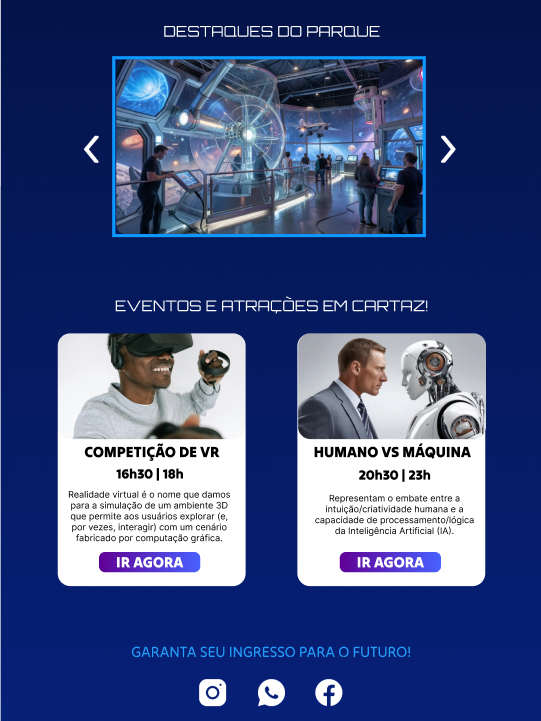 DESTAQUES DO PARQUE
EVENTOS E ATRAÇÕES EM CARTAZ!
COMPETIÇÃO DE VR
16h30 | 18h
Realidade virtual é o nome que damos
para a simulação de um ambiente 3D
que permite aos usuários explorar (e,
por vezes, interagir) com um cenário
fabricado por computação gráfica.
IR AGORA
HUMANO VS MÁQUINA
20h30 | 23h
Representam o embate entre a
intuição/criatividade humana e a
capacidade de processamento/lógica
da Inteligência Artificial (IA).
IR AGORA
GARANTA SEU INGRESSO PARA O FUTURO!